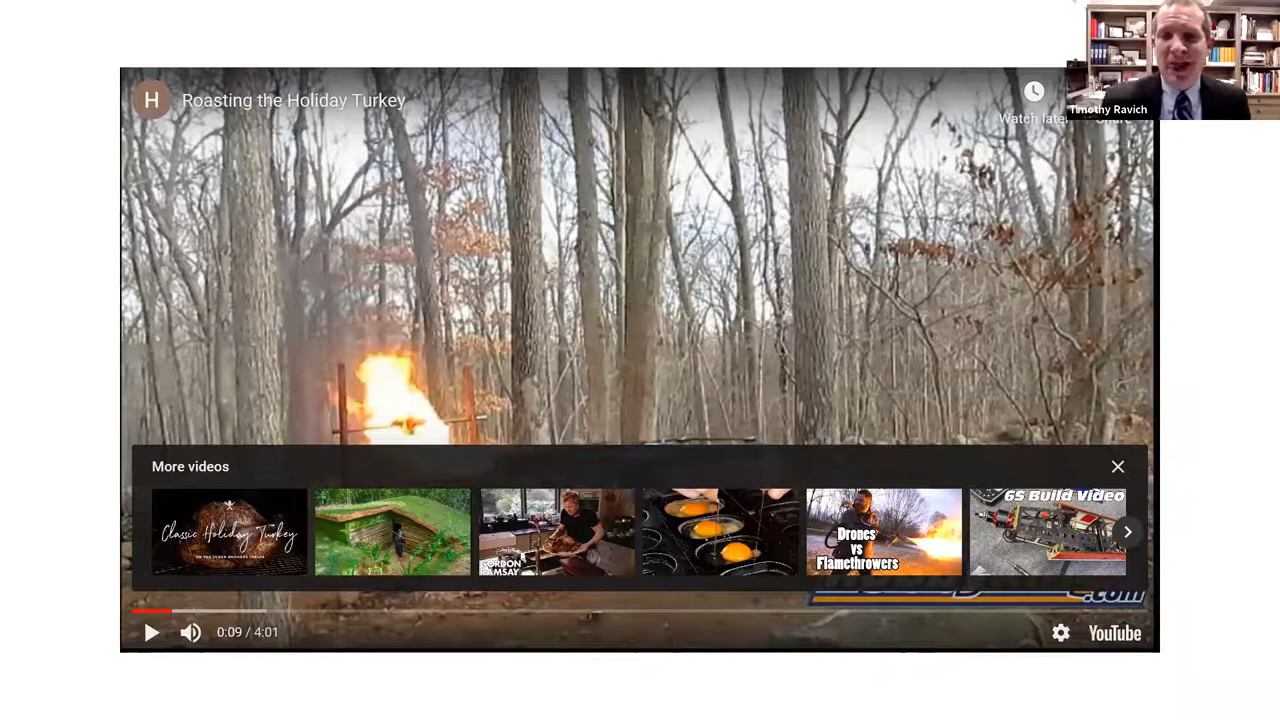 H
Roasting the Holiday Turkey
Watch later
Timothy Ravich
More videos
Classic Holiday Turkey
GORDON
RAMSAY
Drones
vs
Flamethrowers
6S Build Video
.com
0:09 / 4:01
YouTube